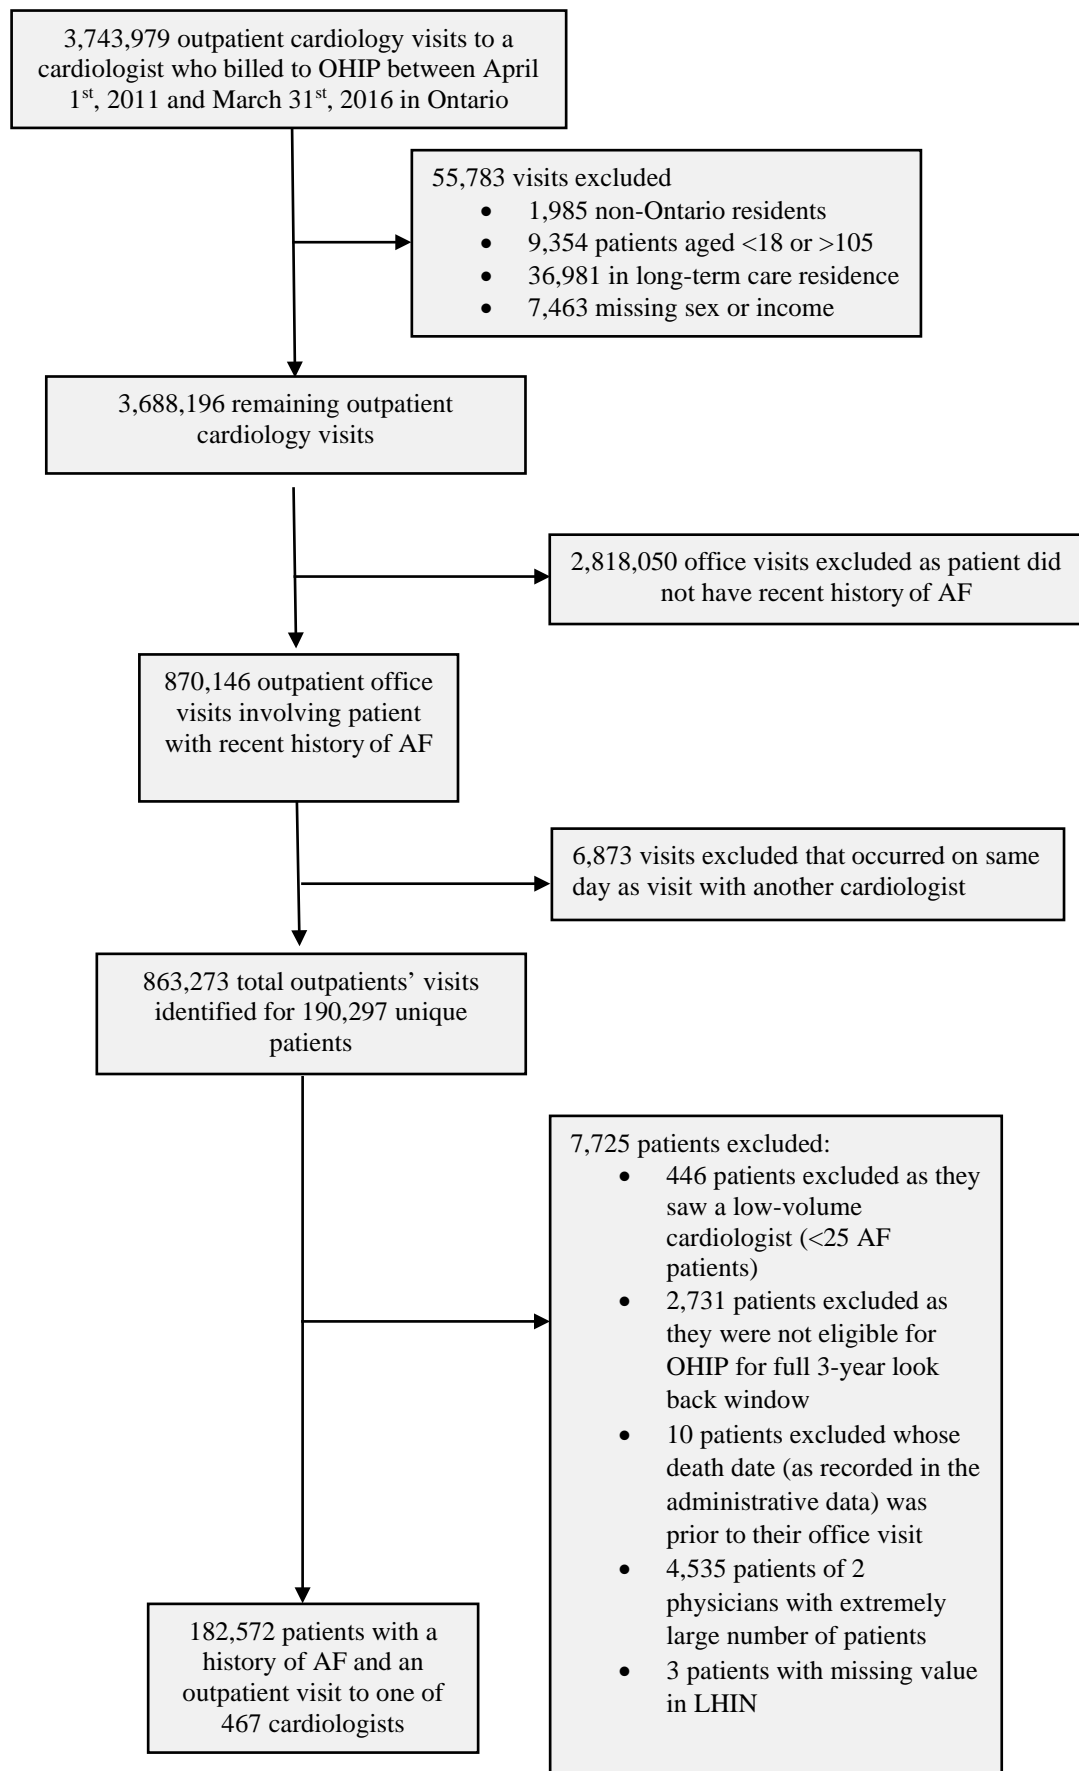 3,743,979 outpatient cardiology visits to a
cardiologist who billed to OHIP between April
1st, 2011 and March 31st, 2016 in Ontario
55,783 visits excluded
• 1,985 non-Ontario residents
• 9,354 patients aged <18 or >105
• 36,981 in long-term care residence
• 7,463 missing sex or income
3,688,196 remaining outpatient
cardiology visits
2,818,050 office visits excluded as patient did
not have recent history of AF
870,146 outpatient office
visits involving patient
with recent history of AF
6,873 visits excluded that occurred on same
day as visit with another cardiologist
863,273 total outpatients’ visits
identified for 190,297 unique
patients
7,725 patients excluded:
• 446 patients excluded as they
saw a low-volume
cardiologist (<25 AF
patients)
• 2,731 patients excluded as
they were not eligible for
OHIP for full 3-year look
back window
• 10 patients excluded whose
death date (as recorded in the
administrative data) was
prior to their office visit
• 4,535 patients of 2
physicians with extremely
large number of patients
• 3 patients with missing value
in LHIN
182,572 patients with a
history of AF and an
outpatient visit to one of
467 cardiologists